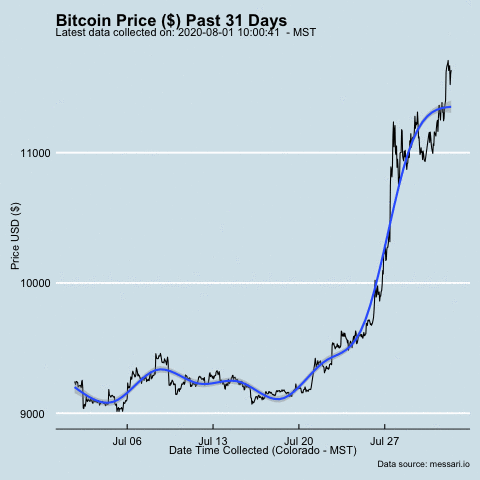 Bitcoin Price ($) Past 31 Days
Latest data collected on: 2020-08-01 10:00:41  - MST
11000
10000
9000
Price USD ($)
Jul 06
Jul 13
Jul 20
Jul 27
Date Time Collected (Colorado - MST)
Data source: messari.io